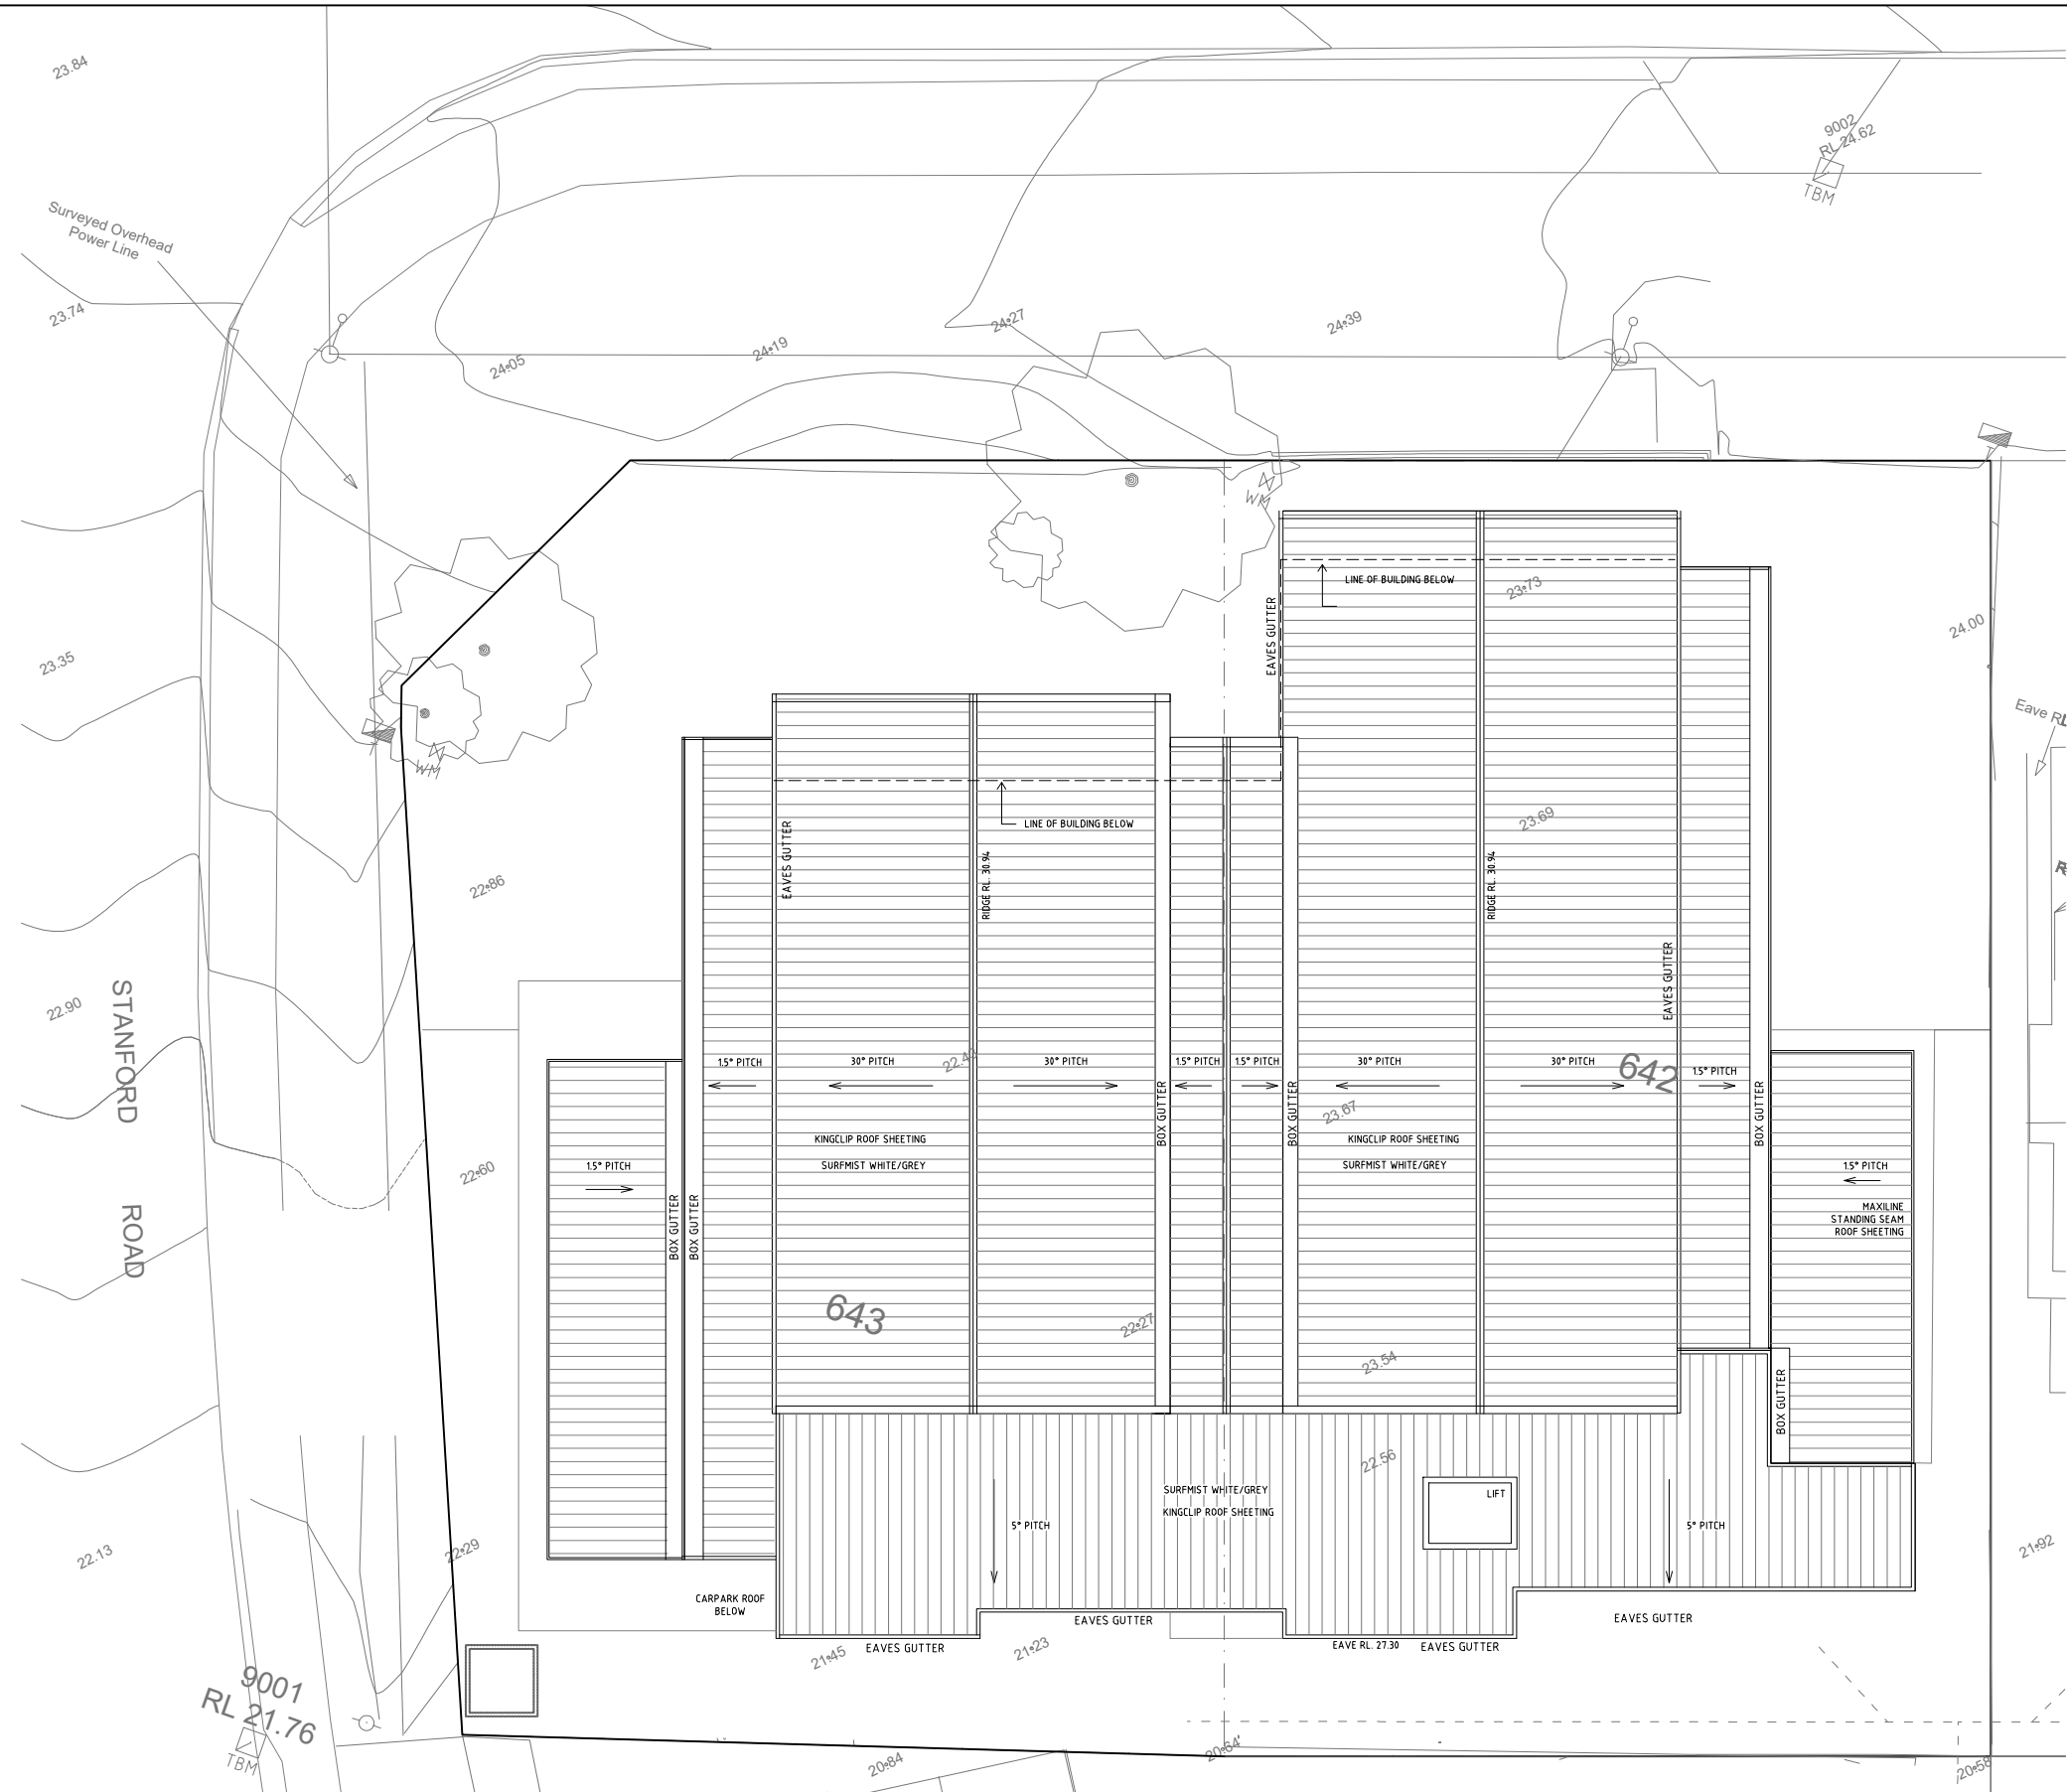 23.84
9002
RL 24.62
TBM
Surveyed Overhead
Power Line
23.74
24.27
24.39
24.19
24.05
WM
LINE OF BUILDING BELOW
23.73
EAVES GUTTER
24.00
23.35
WM
LINE OF BUILDING BELOW
EAVES GUTTER
23.69
RIDGE RL. 30.94
RIDGE RL. 30.94
22.86
EAVES GUTTER
22.90
STANFORD
ROAD
1.5° PITCH
30° PITCH
30° PITCH
1.5° PITCH
1.5° PITCH
30° PITCH
30° PITCH
642
1.5° PITCH
BOX GUTTER
BOX GUTTER
BOX GUTTER
23.67
KINGCLIP ROOF SHEETING
SURFMIST WHITE/GREY
KINGCLIP ROOF SHEETING
SURFMIST WHITE/GREY
22.60
1.5° PITCH
1.5° PITCH
MAXILINE
STANDING SEAM
ROOF SHEETING
BOX GUTTER
BOX GUTTER
643
22.27
23.54
BOX GUTTER
22.56
SURFMIST WHITE/GREY
KINGCLIP ROOF SHEETING
LIFT
5° PITCH
5° PITCH
22.13
22.29
21.92
CARPARK ROOF
BELOW
EAVES GUTTER
EAVES GUTTER
EAVES GUTTER
EAVE RL. 27.30
EAVES GUTTER
21.45
21.23
9001
RL 21.76
TBM
20.84
20.64
20.58